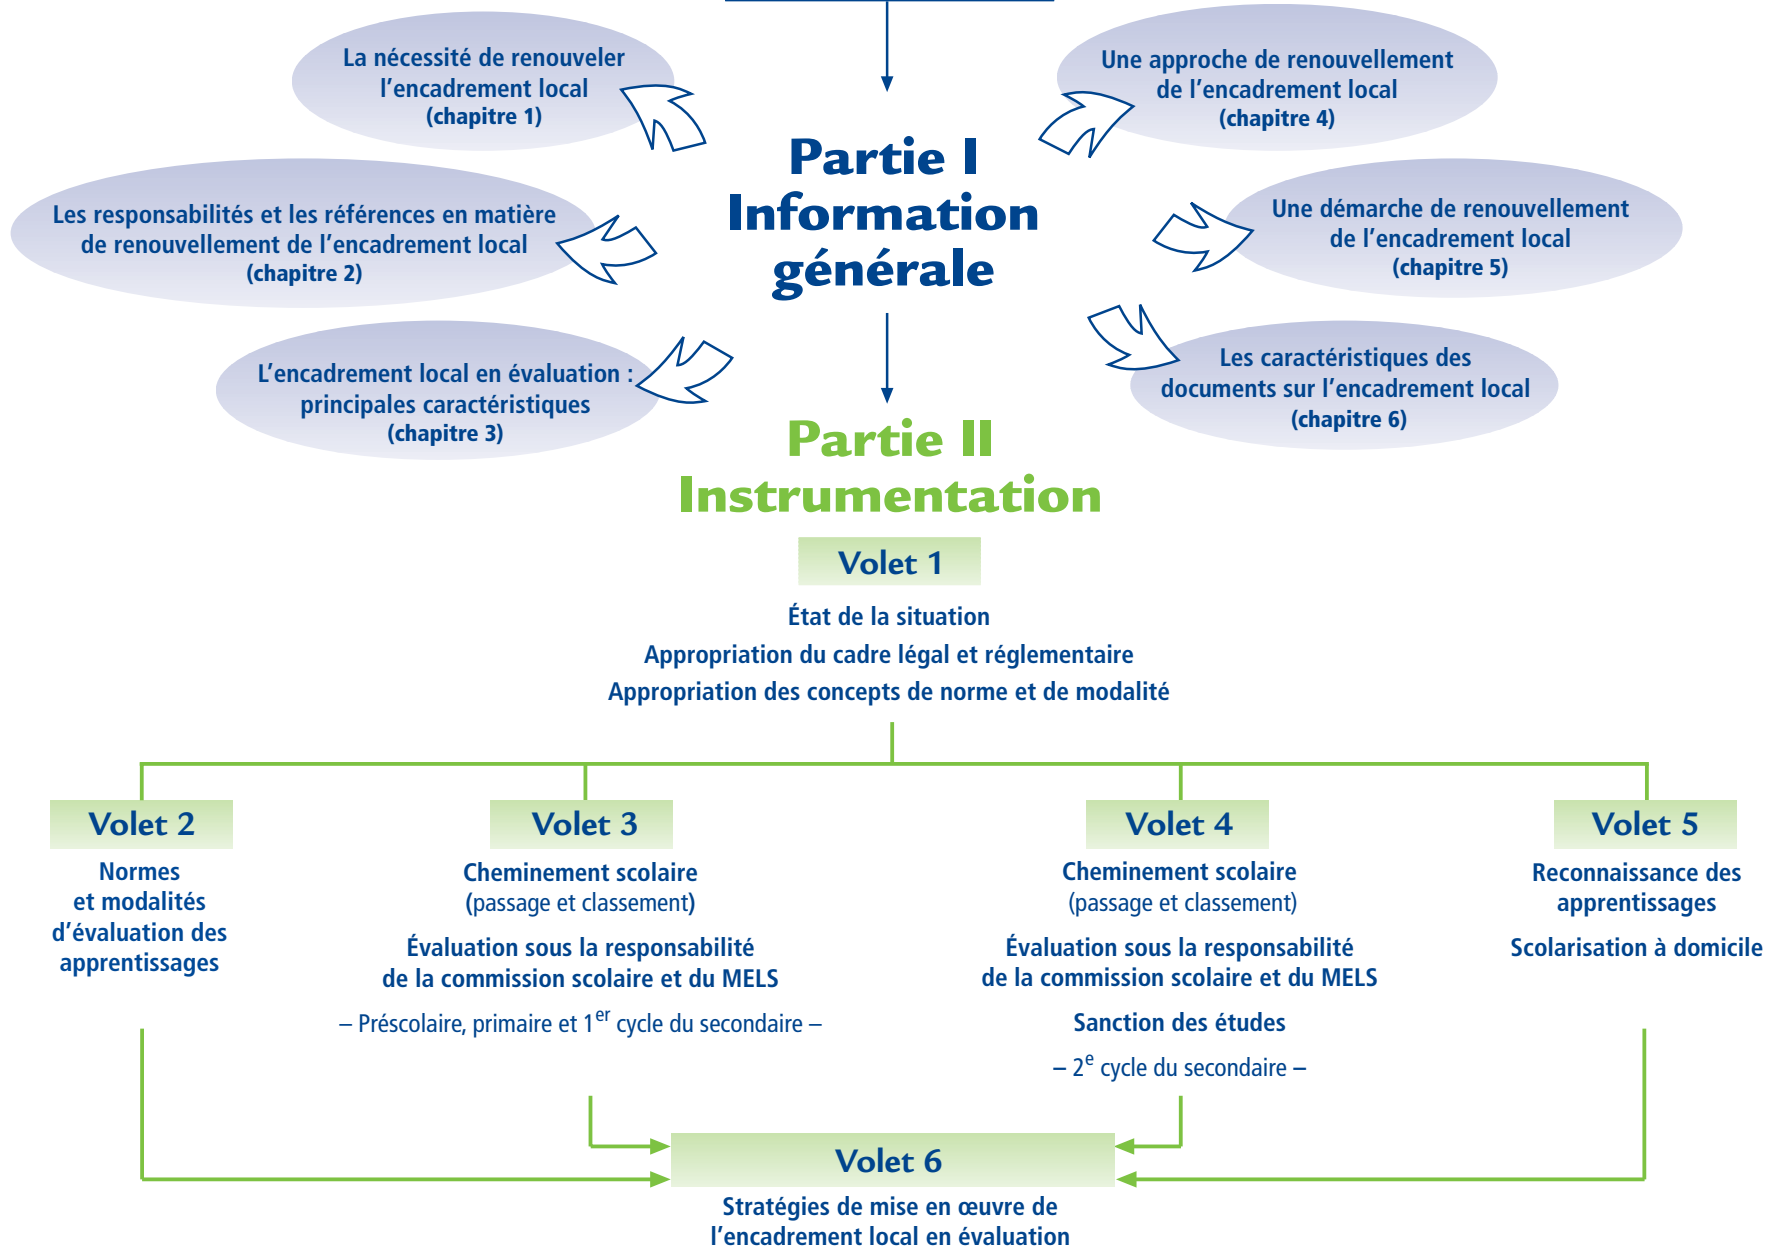 La nécessité de renouveler
l'encadrement local
(chapitre 1)
Les responsabilités et les références en matière
de renouvellement de l'encadrement local
(chapitre 2)
L'encadrement local en évaluation :
principales caractéristiques
(chapitre 3)
Partie I
Information
générale
Une approche de renouvellement
de l'encadrement local
(chapitre 4)
Une démarche de renouvellement
de l'encadrement local
(chapitre 5)
Les caractéristiques des
documents sur l'encadrement local
(chapitre 6)
Partie II
Instrumentation
Volet 1
État de la situation
Appropriation du cadre légal et réglementaire
Appropriation des concepts de norme et de modalité
Volet 2
Normes
et modalités
d'évaluation des
apprentissages
Volet 3
Cheminement scolaire
(passage et classement)
Évaluation sous la responsabilité
de la commission scolaire et du MELS
– Préscolaire, primaire et 1er cycle du secondaire –
Volet 4
Cheminement scolaire
(passage et classement)
Évaluation sous la responsabilité
de la commission scolaire et du MELS
Sanction des études
– 2e cycle du secondaire –
Volet 5
Reconnaissance des
apprentissages
Scolarisation à domicile
Volet 6
Stratégies de mise en œuvre de
l'encadrement local en évaluation